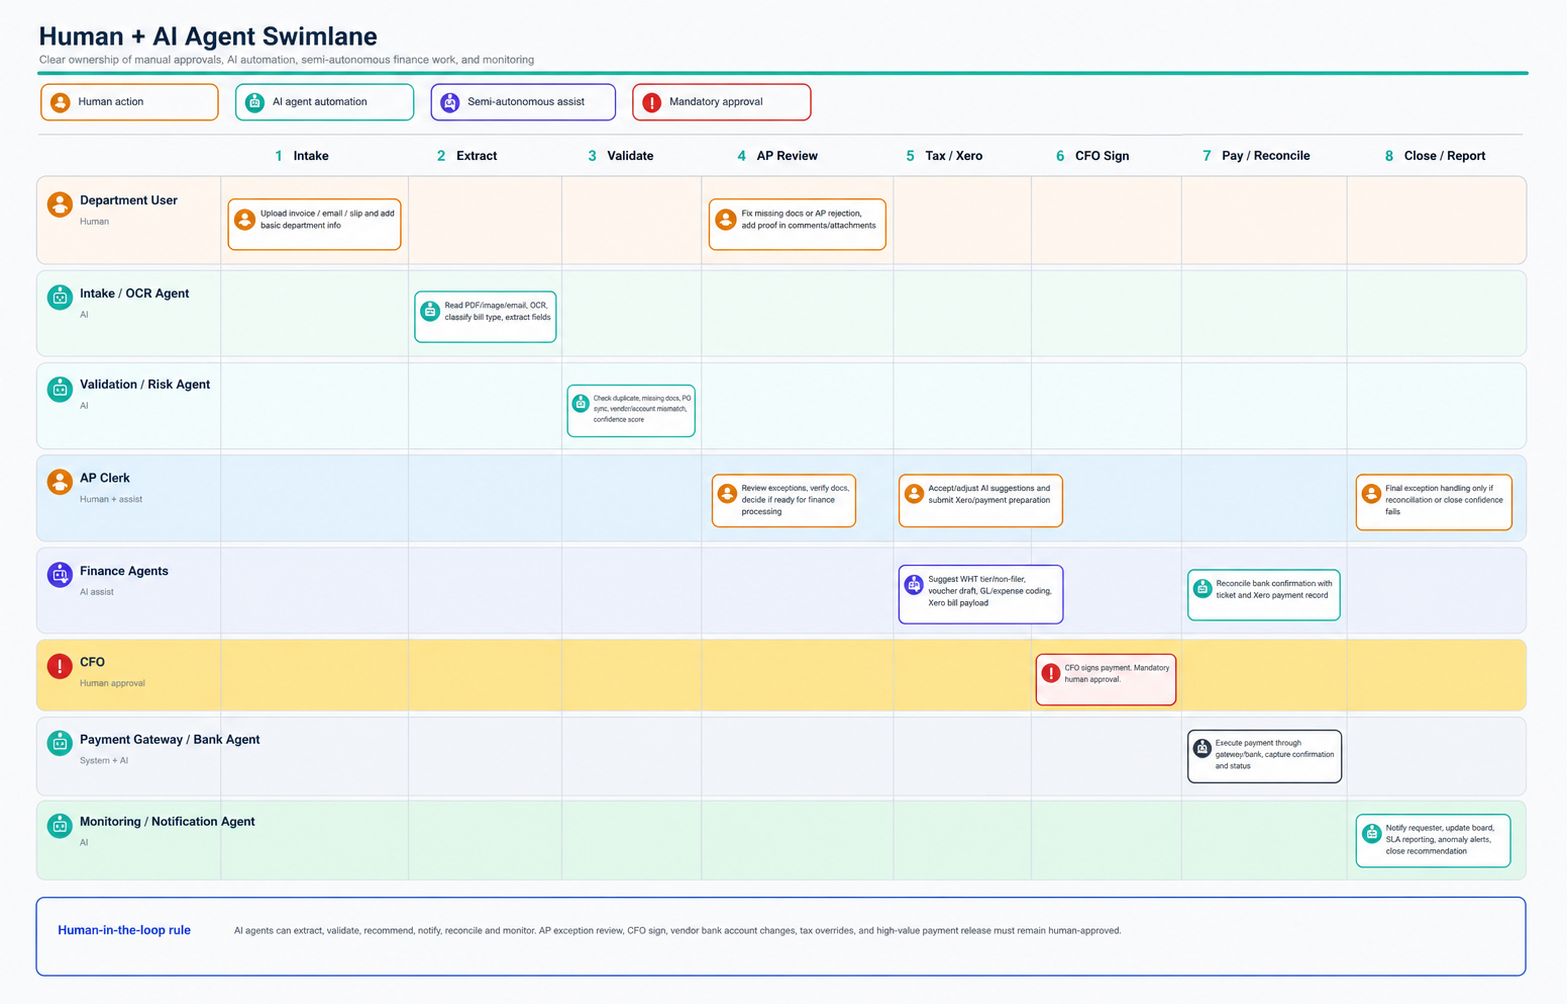 Human + AI Agent Swimlane
Clear ownership of manual approvals, AI automation, semi-autonomous finance work, and monitoring
Human action
AI agent automation
Semi-autonomous assist
Mandatory approval
1 Intake
2 Extract
3 Validate
4 AP Review
5 Tax / Xero
6 CFO Sign
7 Pay / Reconcile
8 Close / Report
Department User
Human
Upload invoice / email / slip and add
basic department info
Fix missing docs or AP rejection,
add proof in comments/attachments
Intake / OCR Agent
AI
Read PDF/image/email, OCR,
classify bill type, extract fields
Validation / Risk Agent
AI
Check duplicate, missing docs, PO
sync, vendor/account mismatch,
confidence score
AP Clerk
Human + assist
Review exceptions, verify docs,
decide if ready for finance
processing
Accept/adjust AI suggestions and
submit Xero/payment preparation
Final exception handling only if
reconciliation or close confidence
fails
Finance Agents
AI assist
Suggest WHT tier/non-filer,
voucher draft, GL/expense coding,
Xero bill payload
Reconcile bank confirmation with
ticket and Xero payment record
CFO
Human approval
CFO signs payment. Mandatory
human approval.
Payment Gateway / Bank Agent
System + AI
Execute payment through
gateway/bank, capture confirmation
and status
Monitoring / Notification Agent
AI
Notify requester, update board,
SLA reporting, anomaly alerts,
close recommendation
Human-in-the-loop rule
AI agents can extract, validate, recommend, notify, reconcile and monitor. AP exception review, CFO sign, vendor bank account changes, tax overrides, and high-value payment release must remain human-approved.